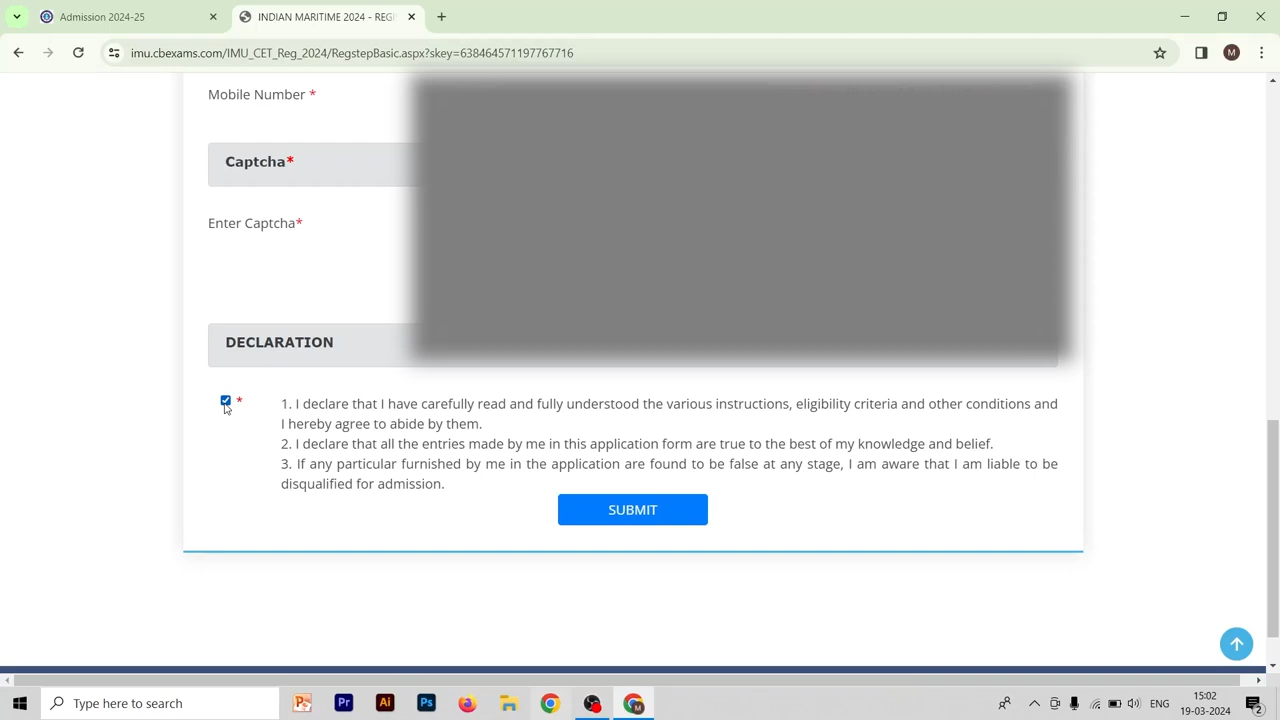 Admission 2024-25
INDIAN MARITIME 2024 - REGI
imu.cbexams.com/IMU_CET_Reg_2024/RegstepBasic.aspx?skey=638464571197767716
M
Mobile Number *
Captcha*
Enter Captcha*
DECLARATION
*
1. I declare that I have carefully read and fully understood the various instructions, eligibility criteria and other conditions and
I hereby agree to abide by them.
2. I declare that all the entries made by me in this application form are true to the best of my knowledge and belief.
3. If any particular furnished by me in the application are found to be false at any stage, I am aware that I am liable to be
disqualified for admission.
SUBMIT
Type here to search
Pr
Ai
Ps
M
ENG
15:02
19-03-2024
2